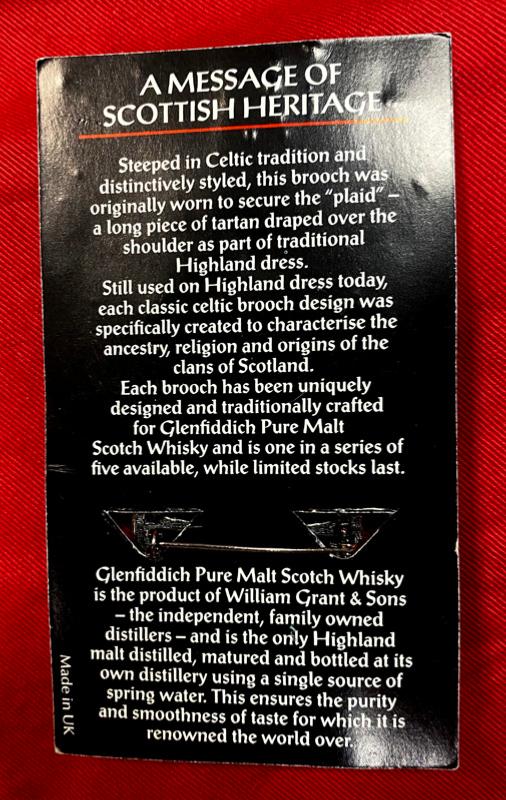 A MESSAGE OF
SCOTTISH HERITAGE...
Steeped in Celtic tradition and
distinctively styled, this brooch was
originally worn to secure the "plaid" –
a long piece of tartan draped over the
shoulder as part of traditional
Highland dress.
Still used on Highland dress today,
each classic celtic brooch design was
specifically created to characterise the
ancestry, religion and origins of the
clans of Scotland.
Each brooch has been uniquely
designed and traditionally crafted
for Glenfiddich Pure Malt
Scotch Whisky and is one in a series of
five available, while limited stocks last.
Glenfiddich Pure Malt Scotch Whisky
is the product of William Grant & Sons
– the independent, family owned
distillers – and is the only Highland
malt distilled, matured and bottled at its
own distillery using a single source of
spring water. This ensures the purity
and smoothness of taste for which it is
renowned the world over.
Made in UK